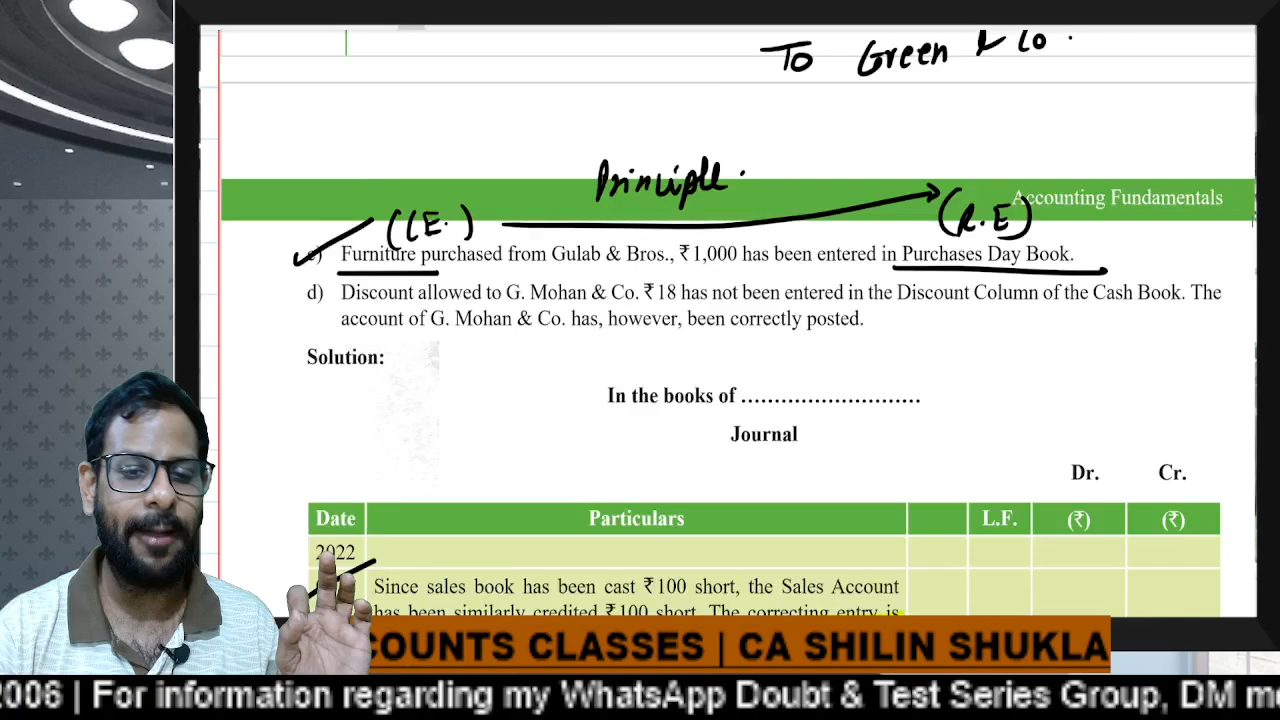 To Green & Co.
Principle.
Accounting Fundamentals
(CE.)
(R.E)
c) Furniture purchased from Gulab & Bros., ₹ 1,000 has been entered in Purchases Day Book.
d) Discount allowed to G. Mohan & Co. ₹ 18 has not been entered in the Discount Column of the Cash Book. The
account of G. Mohan & Co. has, however, been correctly posted.
Solution:
In the books of ………………………
Journal
Dr. Cr.
Date Particulars L.F. (₹) (₹)
2022
Since sales book has been cast ₹ 100 short, the Sales Account
has been similarly credited ₹ 100 short. The correcting entry is
COUNTS CLASSES | CA SHILIN SHUKLA
2006 | For information regarding my WhatsApp Doubt & Test Series Group, DM m